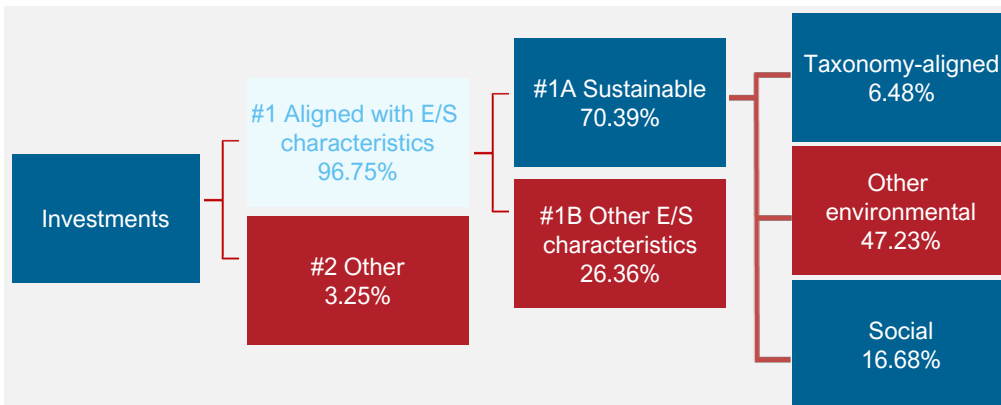 Investments
#1 Aligned with E/S
characteristics
96.75%
#2 Other
3.25%
#1A Sustainable
70.39%
#1B Other E/S
characteristics
26.36%
Taxonomy-aligned
6.48%
Other
environmental
47.23%
Social
16.68%